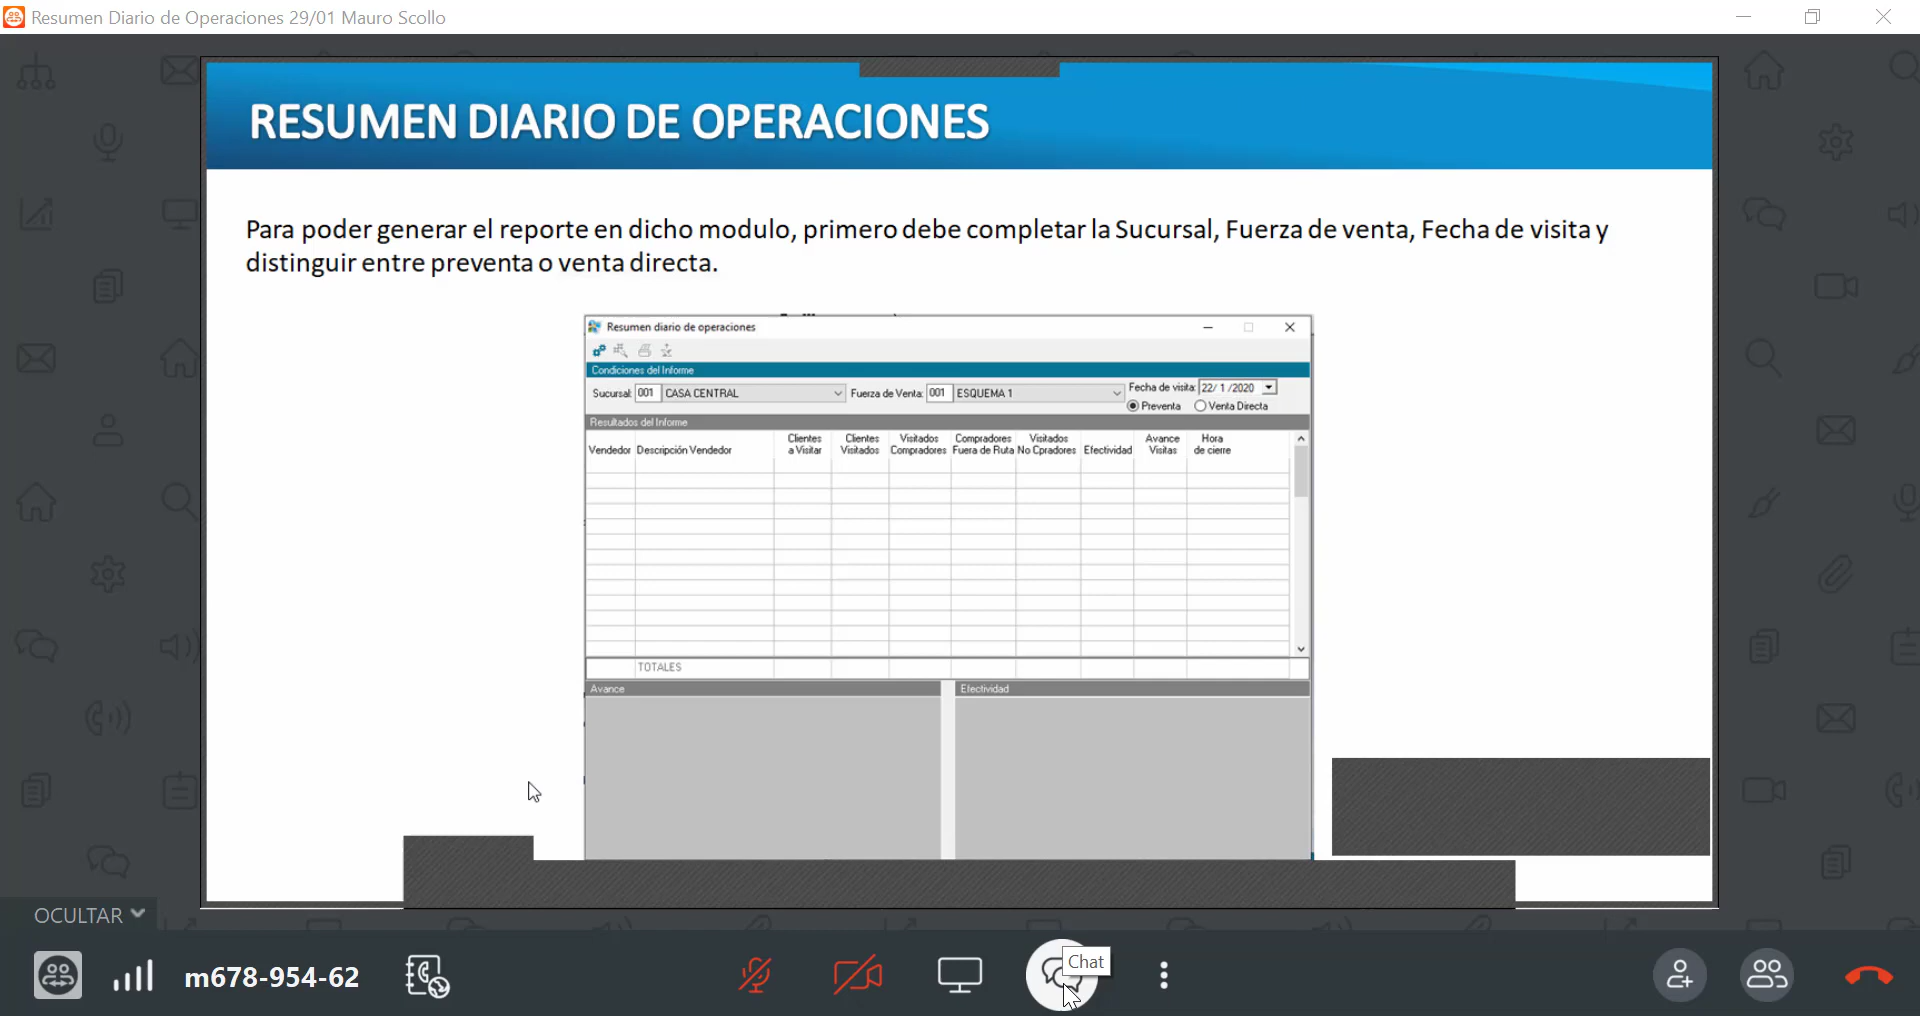 Resumen Diario de Operaciones 29/01 Mauro Scollo
RESUMEN DIARIO DE OPERACIONES
Para poder generar el reporte en dicho modulo, primero debe completar la Sucursal, Fuerza de venta, Fecha de visita y
distinguir entre preventa o venta directa.
Resumen diario de operaciones
Condiciones del Informe
Sucursal: 001 CASA CENTRAL Fuerza de Venta: 001 ESQUEMA 1 Fecha de visita: 22/ 1 /2020
Preventa Venta Directa
Resultados del Informe
Vendedor Descripción Vendedor Clientes a Visitar Clientes Visitados Visitados Compradores Compradores Fuera de Ruta Visitados No Cpradores Efectividad Avance Visitas Hora de cierre
TOTALES
Avance Efectividad
OCULTAR
m678-954-62
Chat